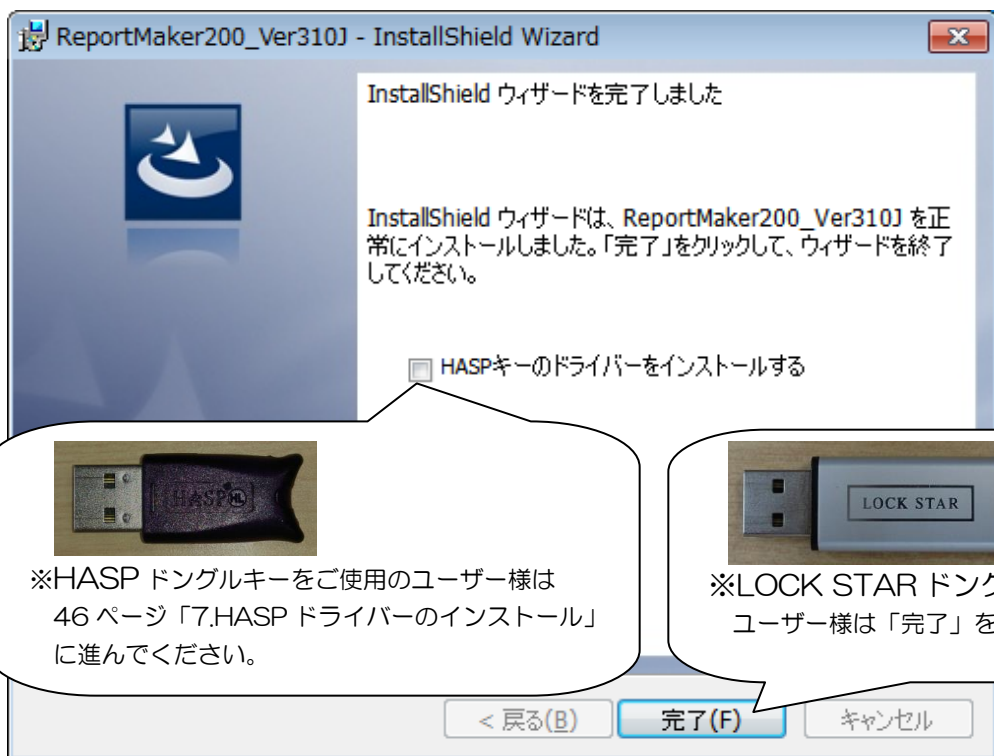 ReportMaker200_Ver310J - InstallShield Wizard
InstallShield ウィザードを完了しました
InstallShield ウィザードは、ReportMaker200_Ver310J を正
常にインストールしました。「完了」をクリックして、ウィザードを終了
してください。
HASPキーのドライバーをインストールする
HASP HL
※HASP ドングルキーをご使用のユーザー様は
46 ページ「7.HASP ドライバーのインストール」
に進んでください。
LOCK STAR
※LOCK STAR ドング
ユーザー様は「完了」を
< 戻る(B)
完了(F)
キャンセル